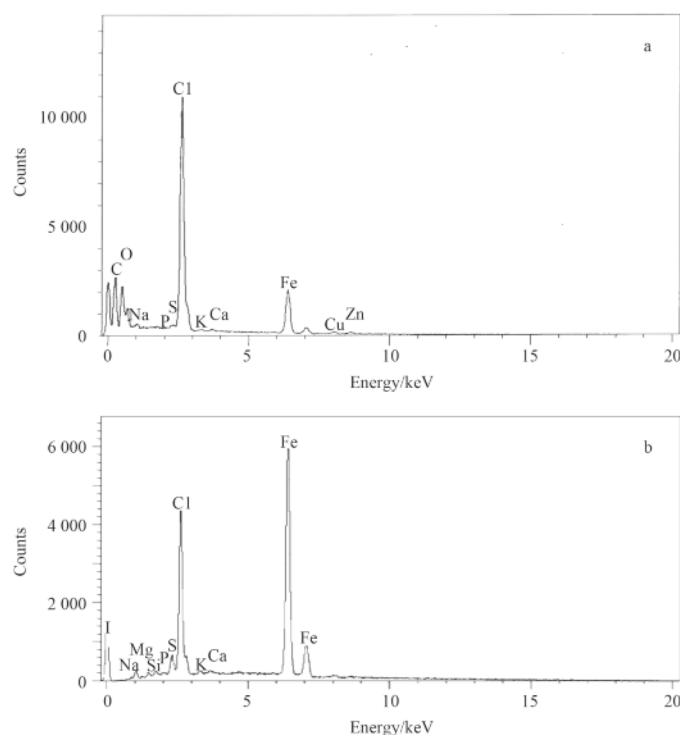 a
Counts
10 000
5 000
0
C
O
Na
P
S
Cl
K
Ca
Fe
Cu
Zn
0 5 10 15 20
Energy/keV
b
Counts
6 000
4 000
2 000
0
I
Na
Mg
Si
P
S
Cl
K
Ca
Fe
Fe
0 5 10 15 20
Energy/keV